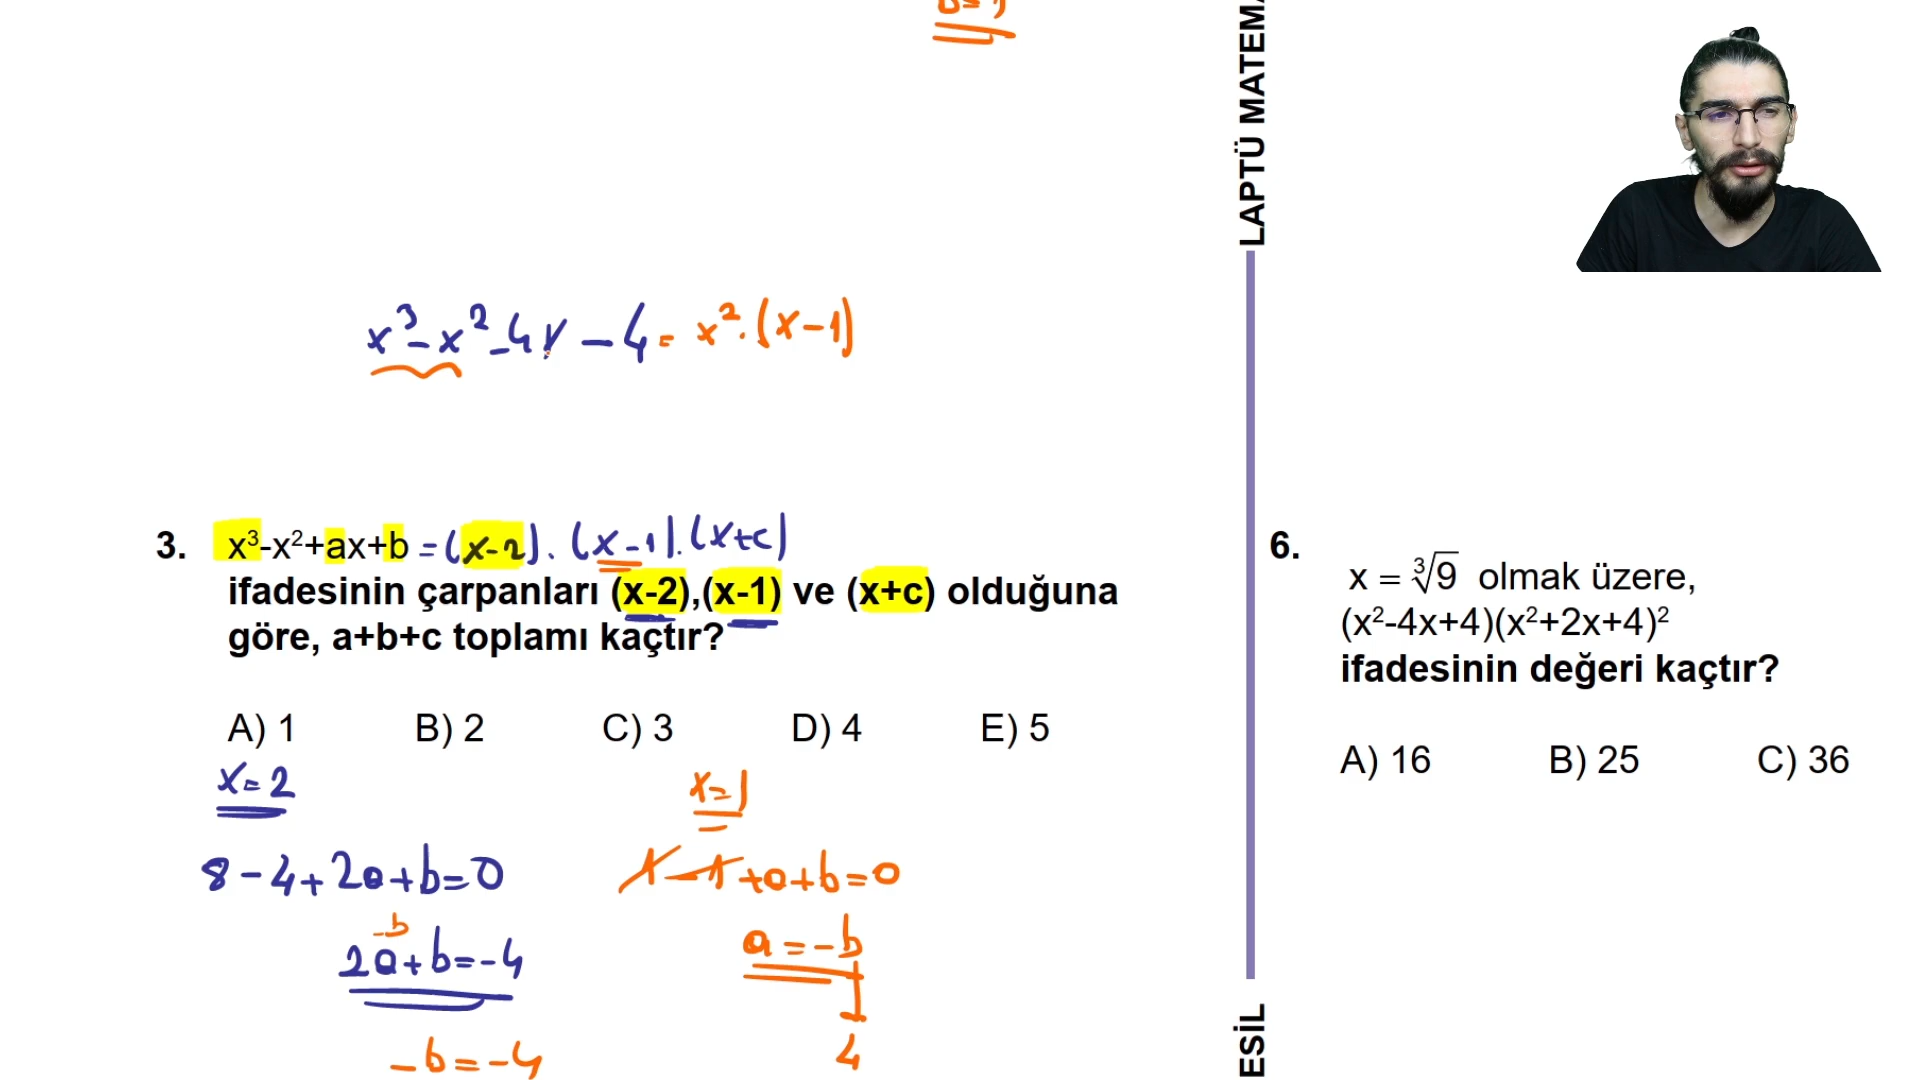 x³-x²-4x-4= x².(x-1)
3. x³-x²+ax+b =(x-2).(x-1).(x+c)
ifadesinin çarpanları (x-2),(x-1) ve (x+c) olduğuna
göre, a+b+c toplamı kaçtır?
A) 1 B) 2 C) 3 D) 4 E) 5
x=2
8-4+2a+b=0
-b
2a+b=-4
-b=-4
x=1
1-1+a+b=0
a=-b
4
LAPTÜ MATEM
ESİL
6.
x = ³√9 olmak üzere,
(x²-4x+4)(x²+2x+4)²
ifadesinin değeri kaçtır?
A) 16 B) 25 C) 36